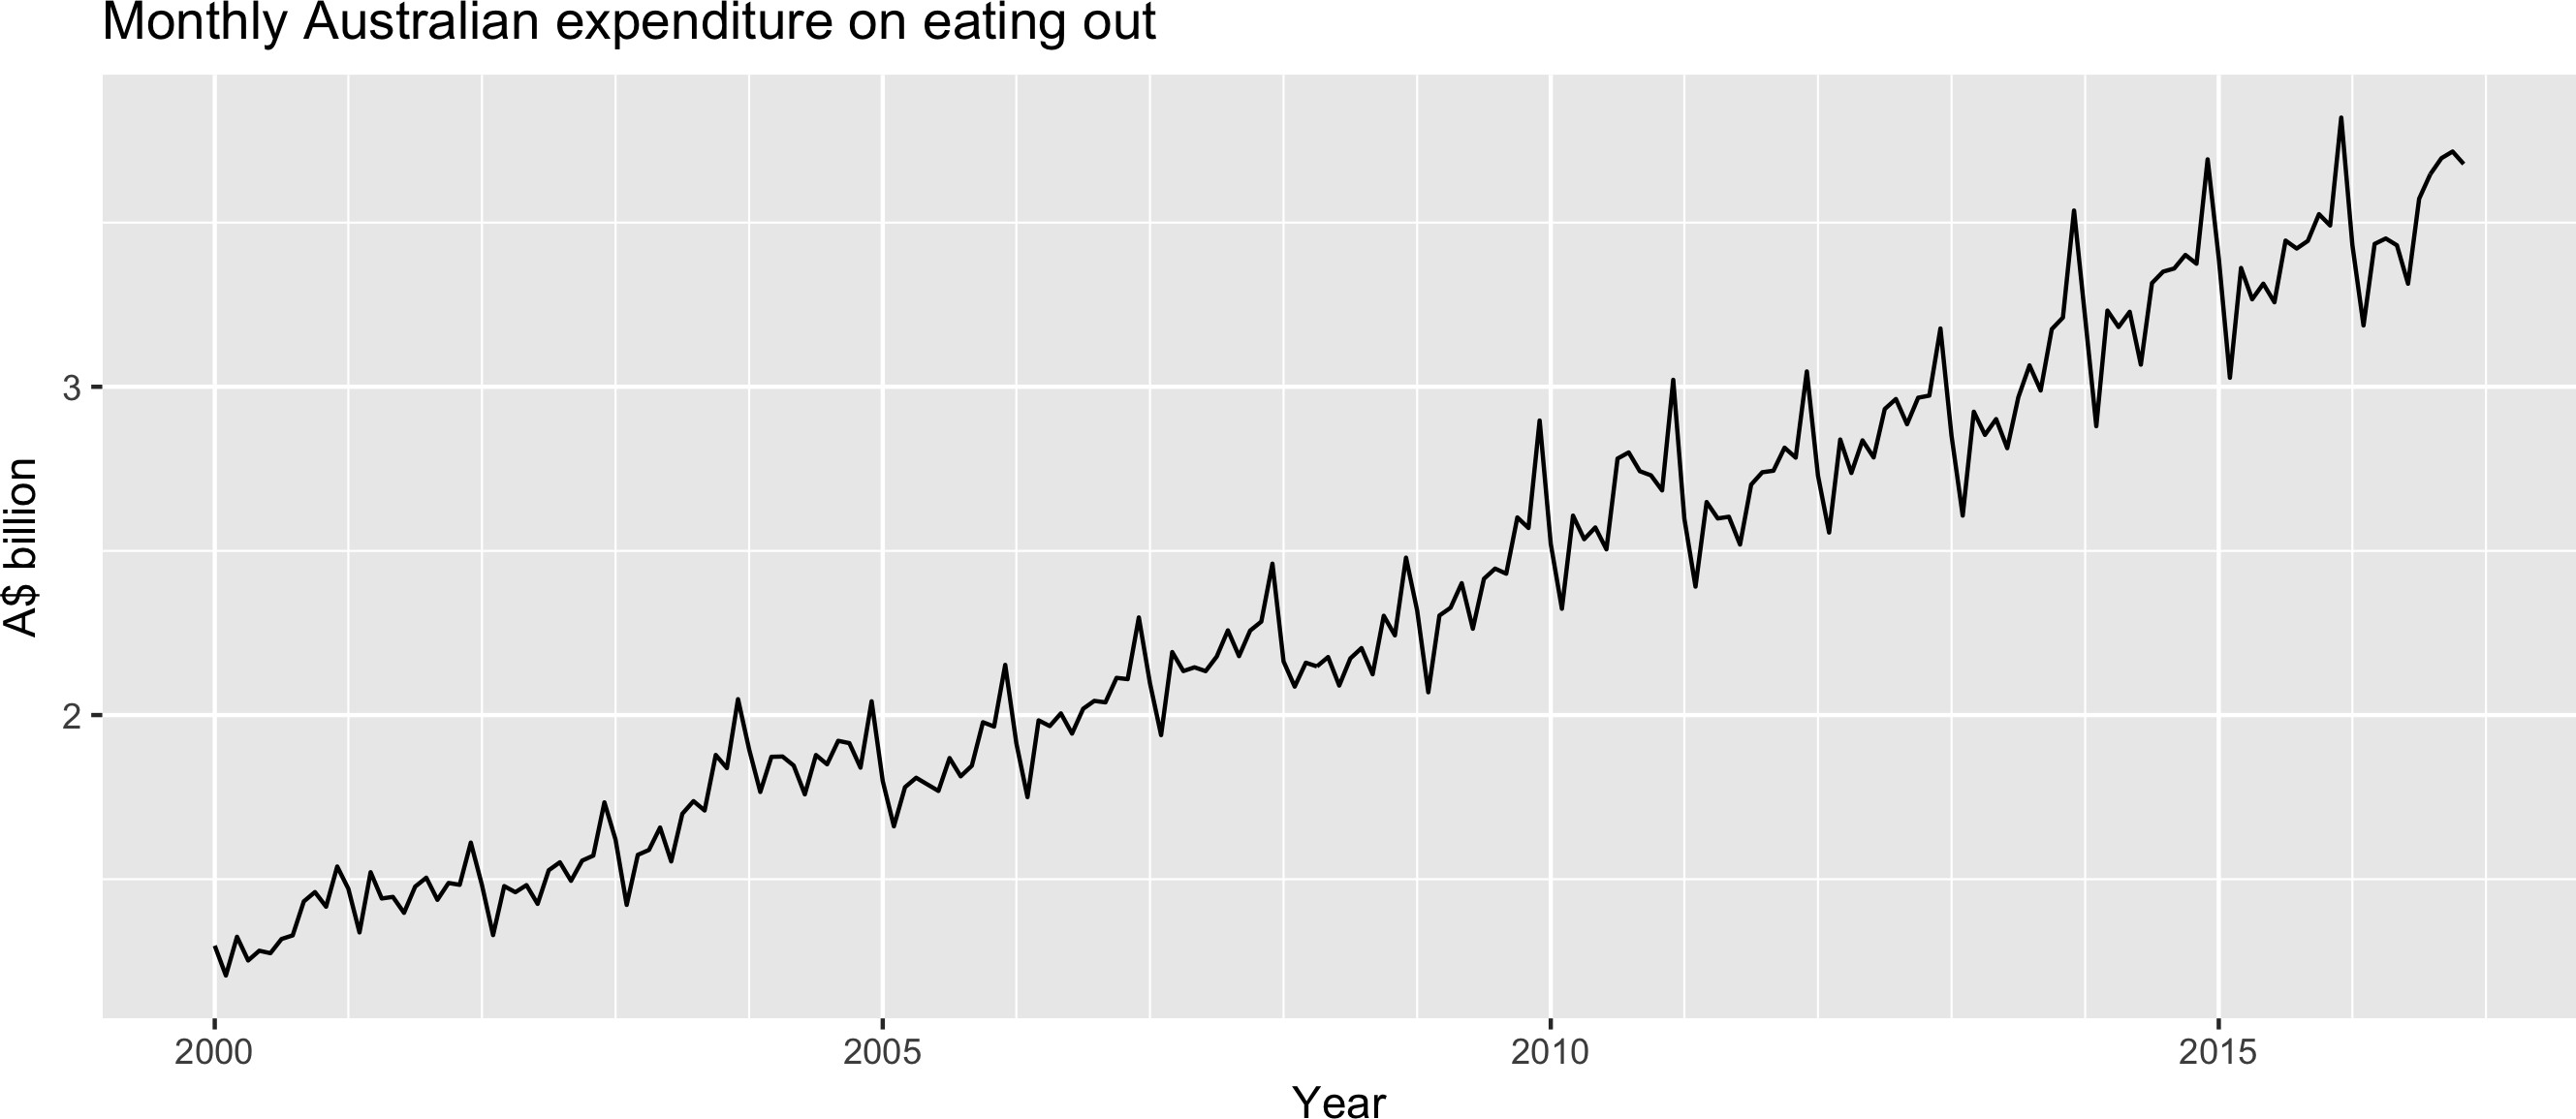 Monthly Australian expenditure on eating out
A$ billion
3
2
2000 2005 2010 2015
Year